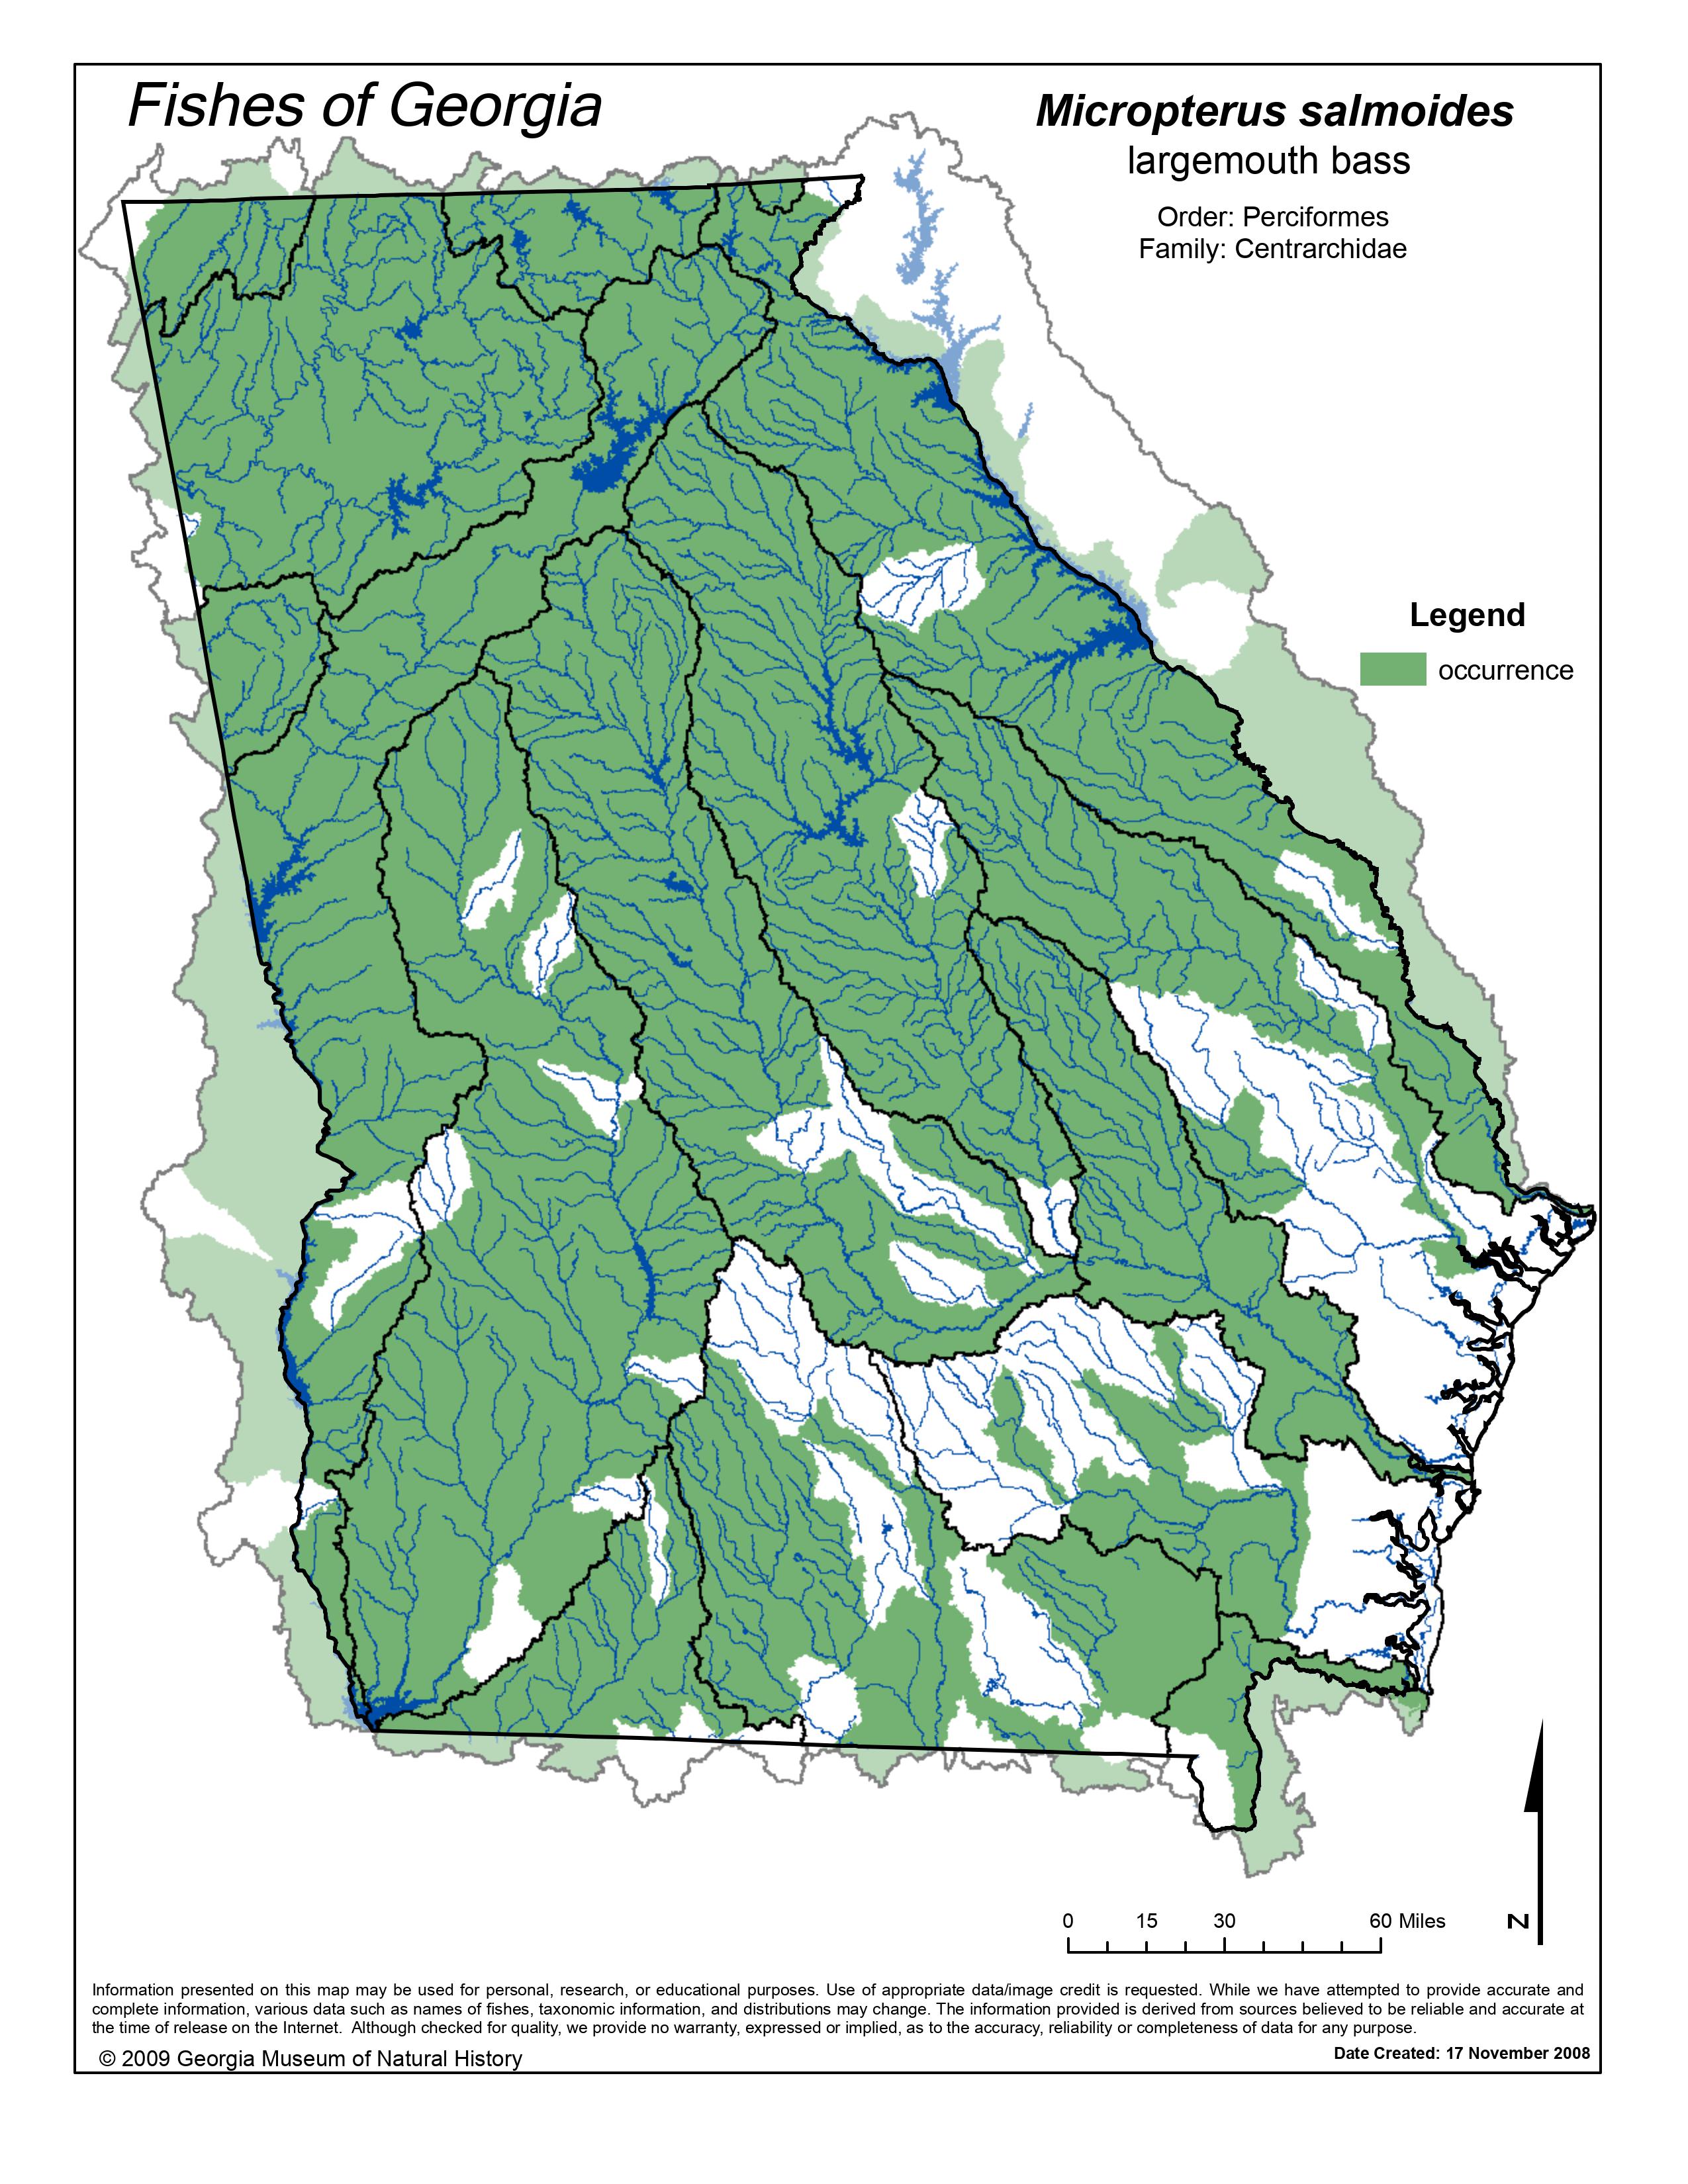 Fishes of Georgia
Micropterus salmoides
largemouth bass
Order: Perciformes
Family: Centrarchidae
Legend
occurrence
0 15 30 60 Miles
N
Information presented on this map may be used for personal, research, or educational purposes. Use of appropriate data/image credit is requested. While we have attempted to provide accurate and
complete information, various data such as names of fishes, taxonomic information, and distributions may change. The information provided is derived from sources believed to be reliable and accurate at
the time of release on the Internet. Although checked for quality, we provide no warranty, expressed or implied, as to the accuracy, reliability or completeness of data for any purpose.
© 2009 Georgia Museum of Natural History
Date Created: 17 November 2008